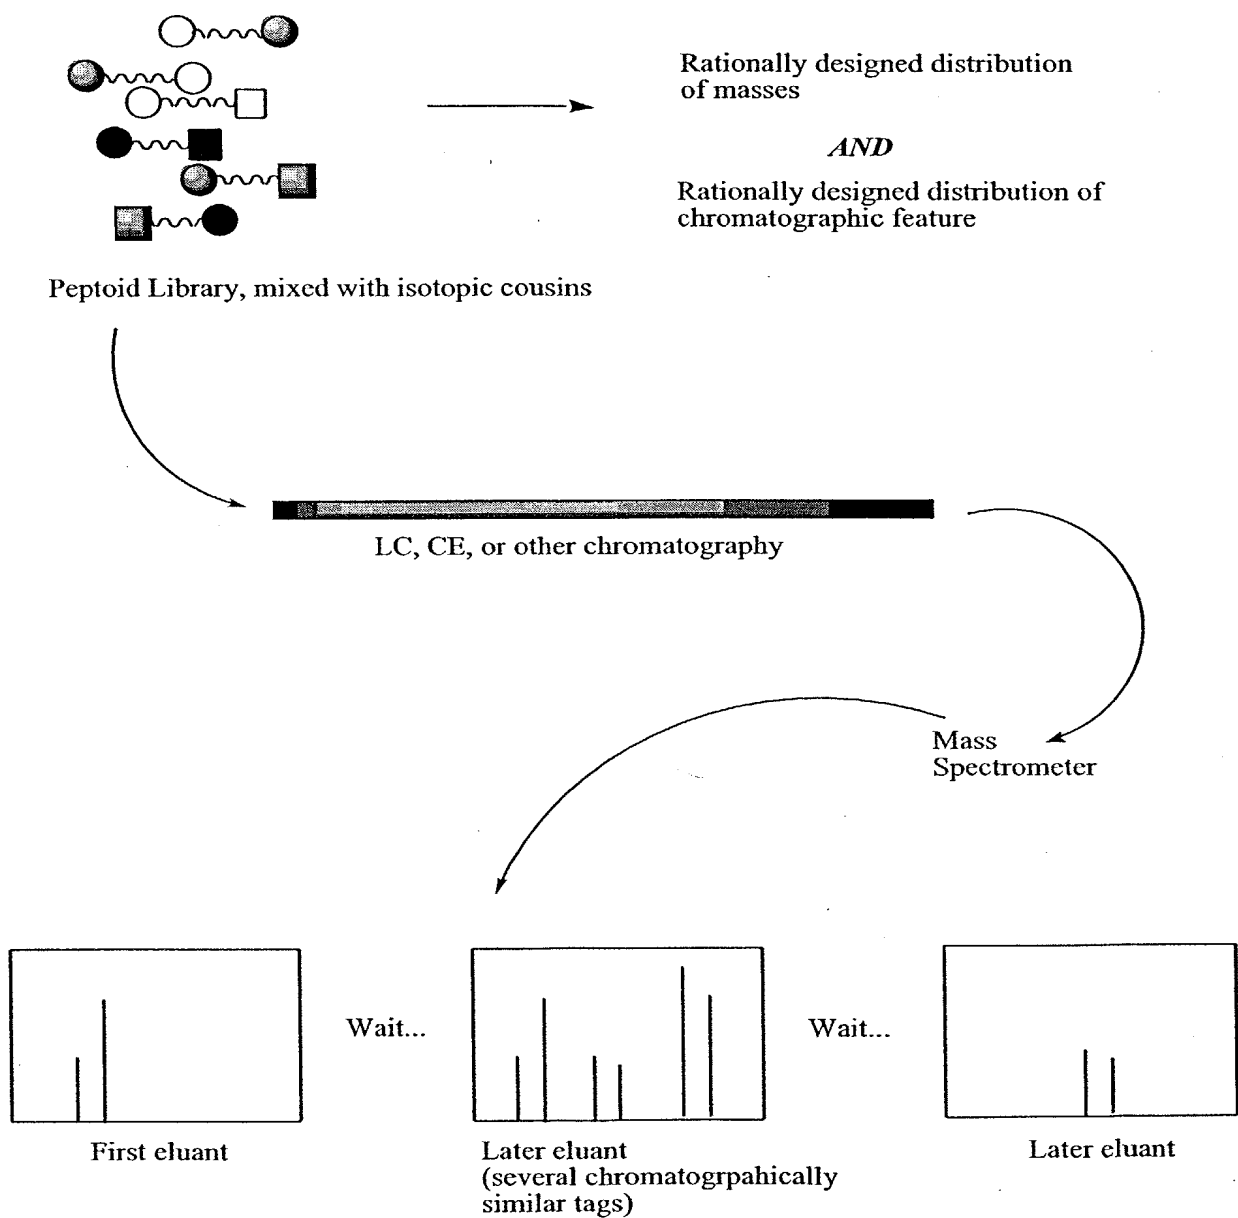 Rationally designed distribution
of masses
AND
Rationally designed distribution of
chromatographic feature
Peptoid Library, mixed with isotopic cousins
LC, CE, or other chromatography
Mass
Spectrometer
Wait...
Wait...
First eluant
Later eluant
(several chromatogrpahically
similar tags)
Later eluant